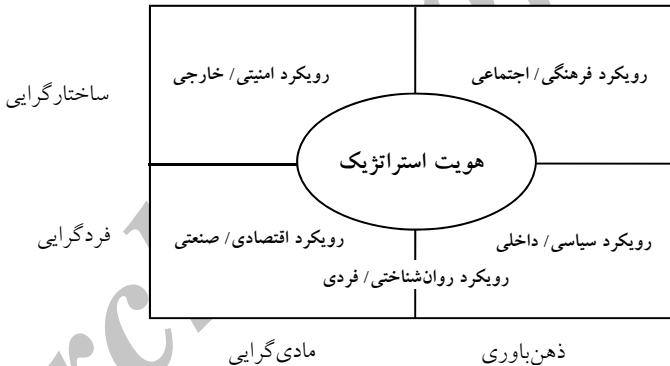 رویکرد فرهنگی/ اجتماعی
رویکرد امنیتی/ خارجی
ساختارگرایی
هویت استراتژیک
رویکرد سیاسی/ داخلی
رویکرد اقتصادی/ صنعتی
فردگرایی
رویکرد روان‌شناختی/ فردی
ذهن‌باوری
مادی‌گرایی